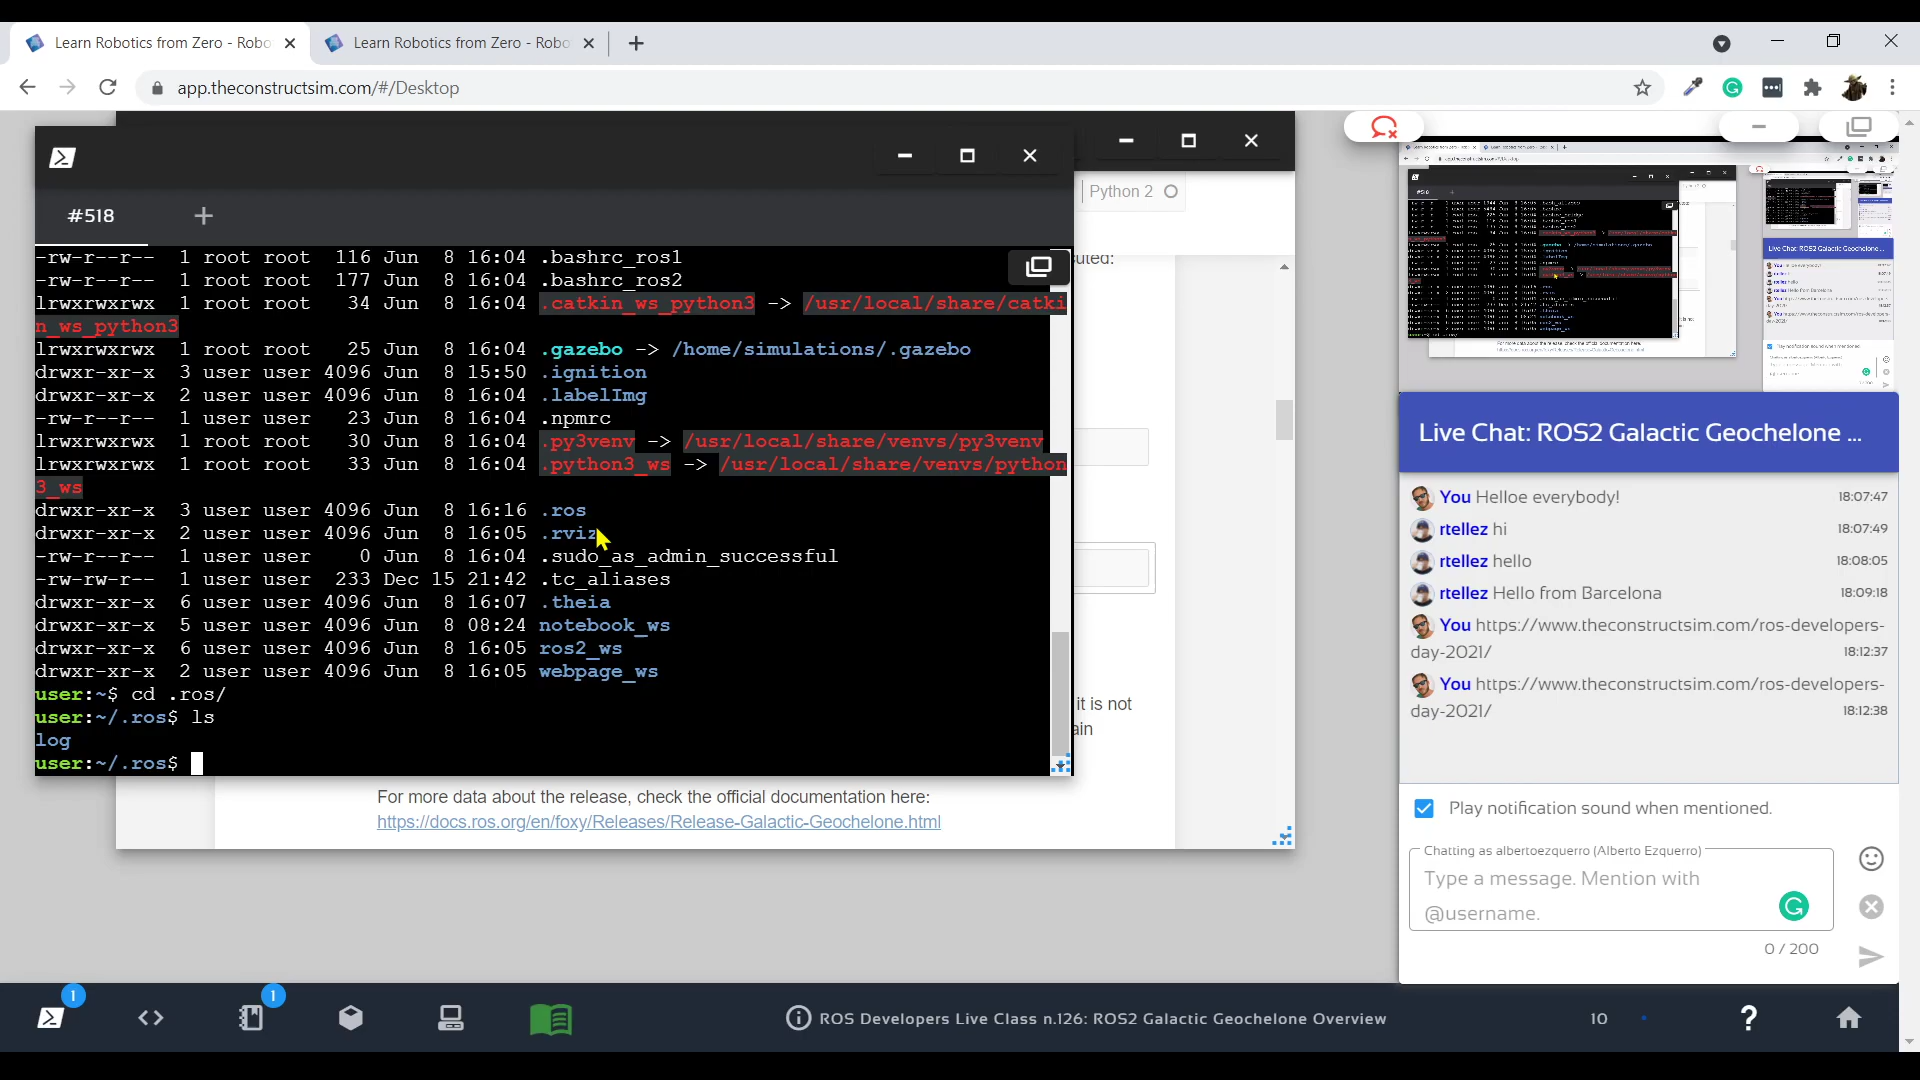 Learn Robotics from Zero - Robo
Learn Robotics from Zero - Robo
app.theconstructsim.com/#/Desktop
Python 2
#518
-rw-r--r-- 1 root root 116 Jun 8 16:04 .bashrc_ros1
-rw-r--r-- 1 root root 177 Jun 8 16:04 .bashrc_ros2
lrwxrwxrwx 1 root root 34 Jun 8 16:04 .catkin_ws_python3 -> /usr/local/share/catki
n_ws_python3
lrwxrwxrwx 1 root root 25 Jun 8 16:04 .gazebo -> /home/simulations/.gazebo
drwxr-xr-x 3 user user 4096 Jun 8 15:50 .ignition
drwxr-xr-x 2 user user 4096 Jun 8 16:04 .labelImg
-rw-r--r-- 1 user user 23 Jun 8 16:04 .npmrc
lrwxrwxrwx 1 root root 30 Jun 8 16:04 .py3venv -> /usr/local/share/venvs/py3venv
lrwxrwxrwx 1 root root 33 Jun 8 16:04 .python3_ws -> /usr/local/share/venvs/python
3_ws
drwxr-xr-x 3 user user 4096 Jun 8 16:16 .ros
drwxr-xr-x 2 user user 4096 Jun 8 16:05 .rviz
-rw-r--r-- 1 user user 0 Jun 8 16:04 .sudo_as_admin_successful
-rw-rw-r-- 1 user user 233 Dec 15 21:42 .tc_aliases
drwxr-xr-x 6 user user 4096 Jun 8 16:07 .theia
drwxr-xr-x 5 user user 4096 Jun 8 08:24 notebook_ws
drwxr-xr-x 6 user user 4096 Jun 8 16:05 ros2_ws
drwxr-xr-x 2 user user 4096 Jun 8 16:05 webpage_ws
user:~$ cd .ros/
user:~/.ros$ ls
log
user:~/.ros$
uted:
it is not
ain
For more data about the release, check the official documentation here:
https://docs.ros.org/en/foxy/Releases/Release-Galactic-Geochelone.html
Live Chat: ROS2 Galactic Geochelone ...
You Helloe everybody! 18:07:47
rtellez hi 18:07:49
rtellez hello 18:08:05
rtellez Hello from Barcelona 18:09:18
You https://www.theconstructsim.com/ros-developers-
day-2021/ 18:12:37
You https://www.theconstructsim.com/ros-developers-
day-2021/ 18:12:38
Play notification sound when mentioned.
Chatting as albertoezquerro (Alberto Ezquerro)
Type a message. Mention with
@username.
0 / 200
1
1
ROS Developers Live Class n.126: ROS2 Galactic Geochelone Overview
10
?